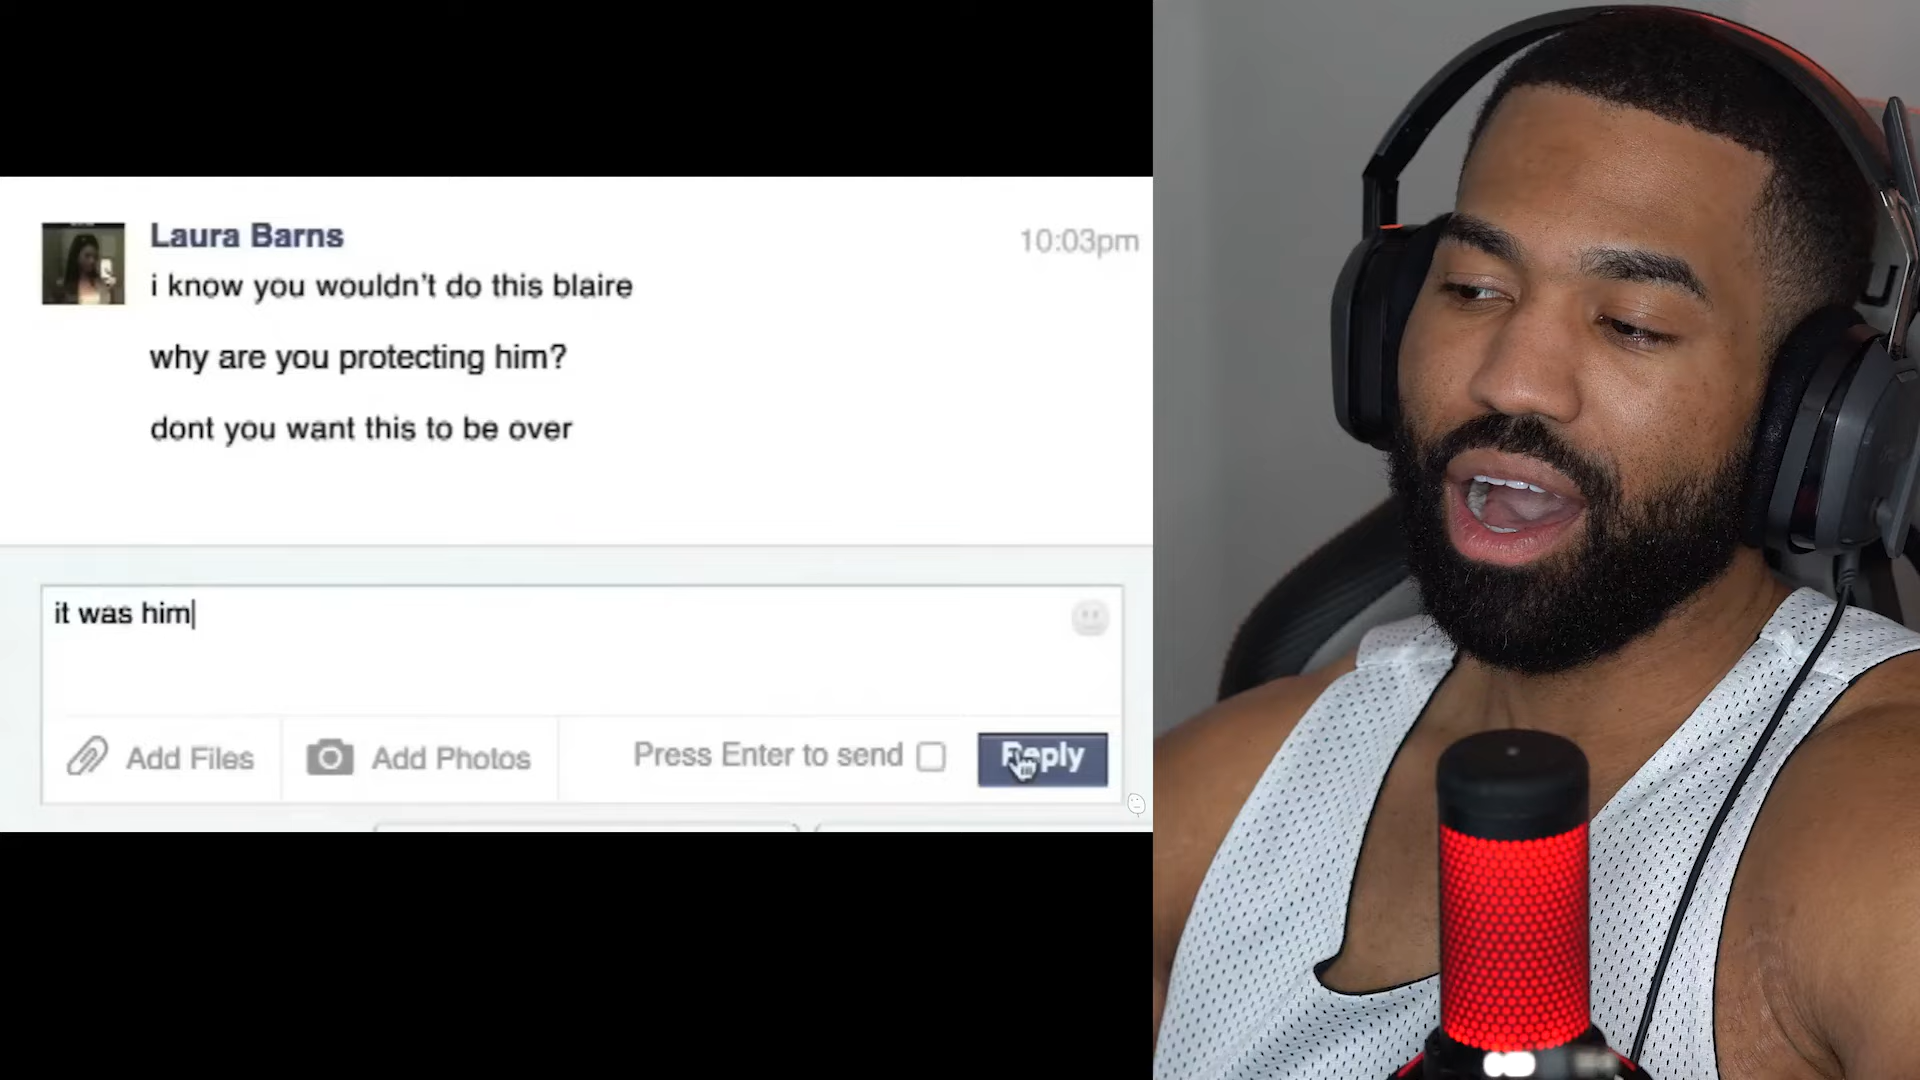 Laura Barns
10:03pm
i know you wouldn't do this blaire
why are you protecting him?
dont you want this to be over
it was him
Add Files
Add Photos
Press Enter to send
Reply